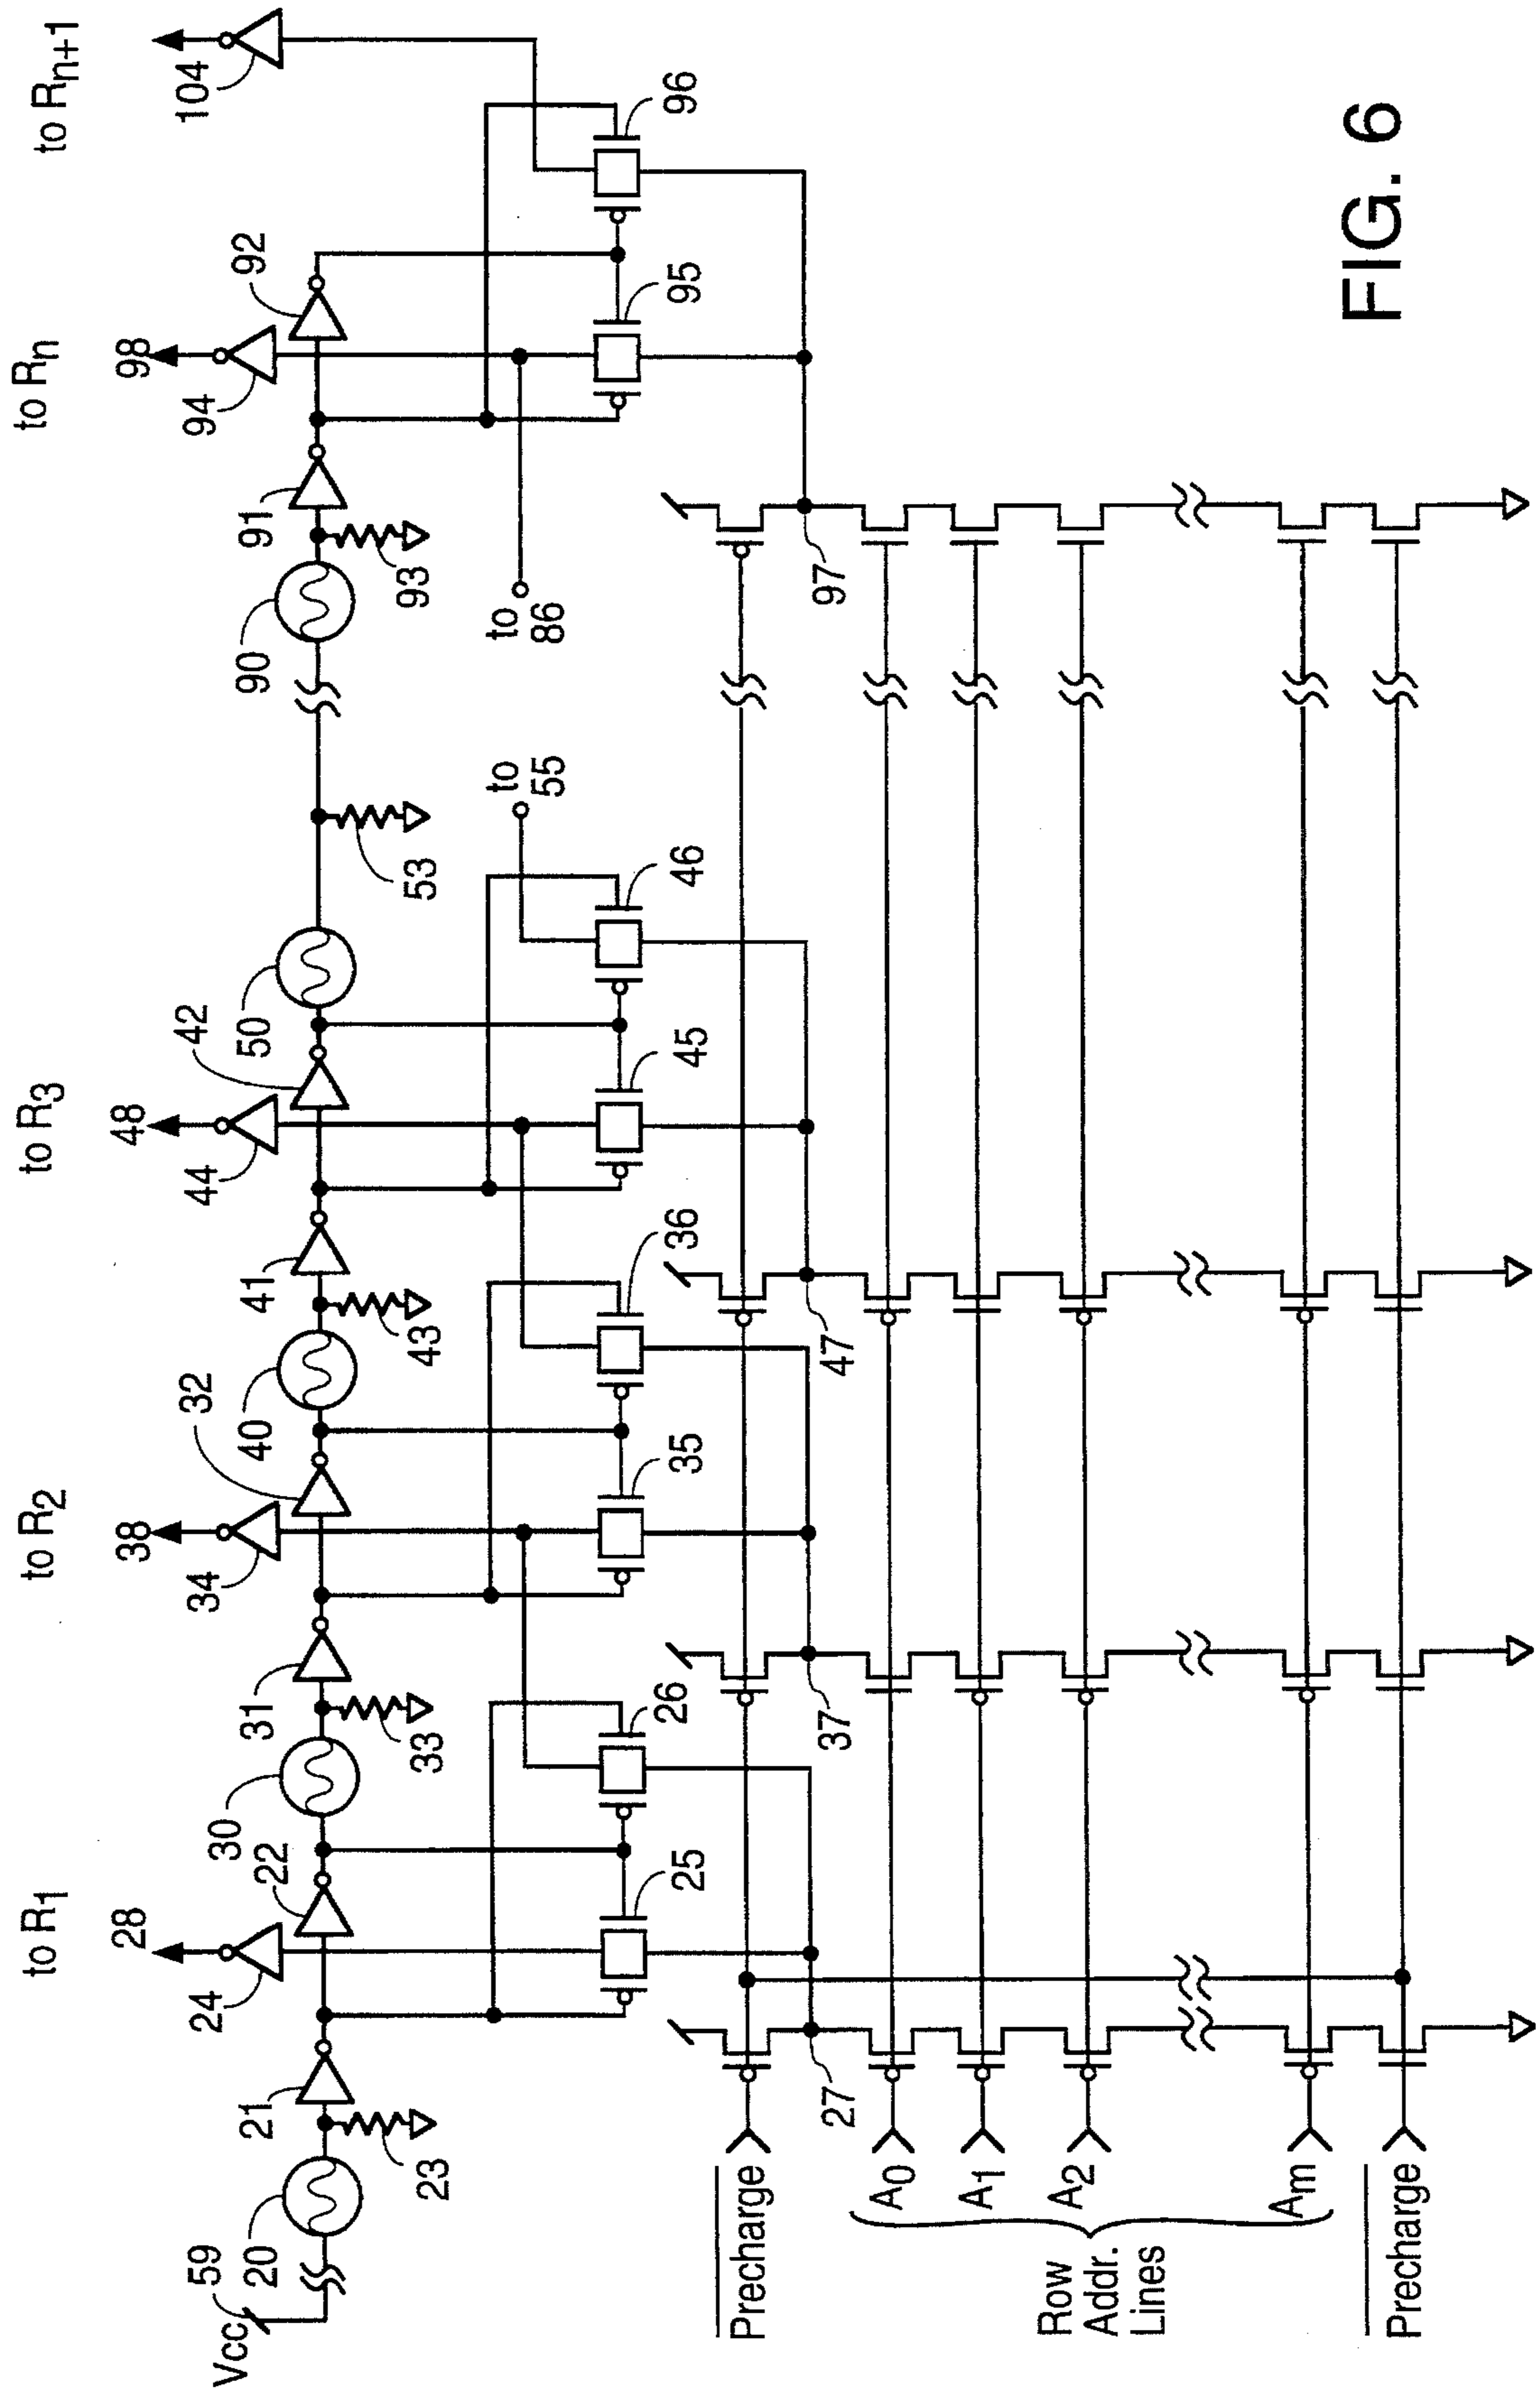 to R1
to R2
to R3
to Rn
to Rn+1
28
38
48
98
104
24
34
44
94
Vcc
59
20
21
22
30
31
32
40
41
42
50
90
91
92
23
33
43
53
93
to
55
to
86
25
26
35
36
45
46
95
96
27
37
47
97
Precharge
A0
A1
A2
Am
Row
Addr.
Lines
Precharge
FIG. 6